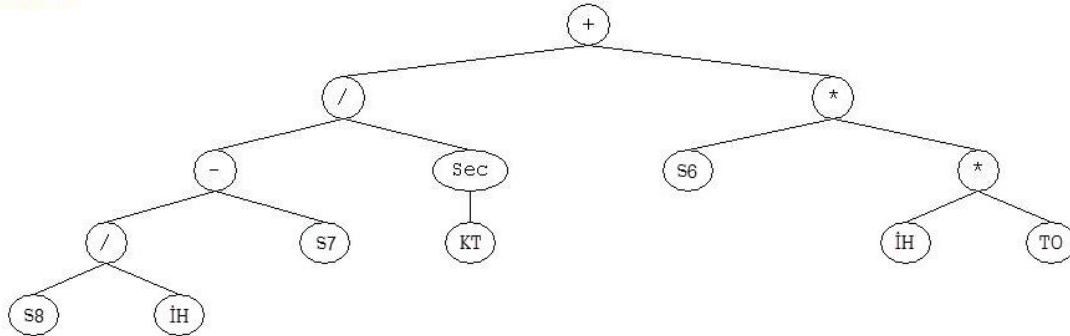 +
/ *
- Sec S6 *
/ S7 KT İH TO
S8 İH